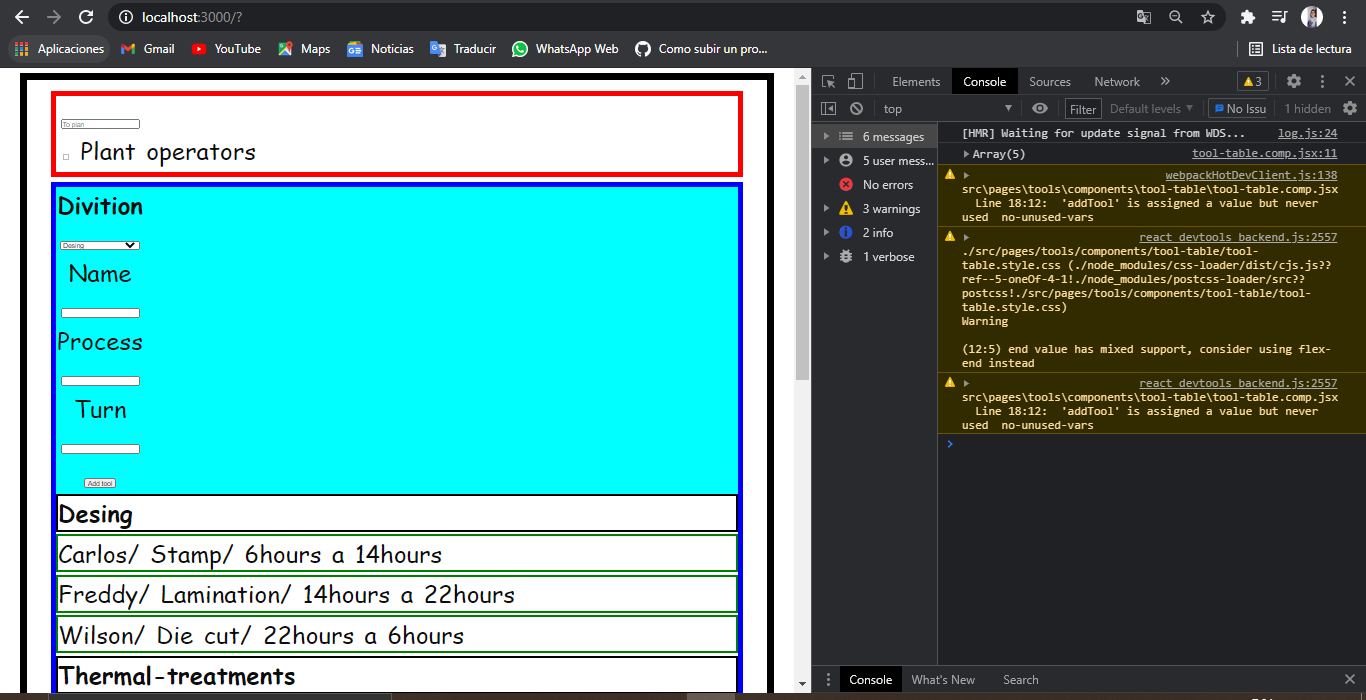 localhost:3000/?
Aplicaciones Gmail YouTube Maps Noticias Traducir WhatsApp Web Como subir un pro... Lista de lectura
To plan
Plant operators
Divition
Desing
Name
Process
Turn
Add tool
Desing
Carlos/ Stamp/ 6hours a 14hours
Freddy/ Lamination/ 14hours a 22hours
Wilson/ Die cut/ 22hours a 6hours
Thermal-treatments
Elements Console Sources Network » 3
top Filter Default levels No Issu 1 hidden
6 messages
5 user mess...
No errors
3 warnings
2 info
1 verbose
[HMR] Waiting for update signal from WDS... log.js:24
Array(5) tool-table.comp.jsx:11
webpackHotDevClient.js:138
src\pages\tools\components\tool-table\tool-table.comp.jsx
Line 18:12: 'addTool' is assigned a value but never
used no-unused-vars
react_devtools_backend.js:2557
./src/pages/tools/components/tool-table/tool-
table.style.css (./node_modules/css-loader/dist/cjs.js??
ref--5-oneOf-4-1!./node_modules/postcss-loader/src??
postcss!./src/pages/tools/components/tool-table/tool-
table.style.css)
Warning
(12:5) end value has mixed support, consider using flex-
end instead
react_devtools_backend.js:2557
src\pages\tools\components\tool-table\tool-table.comp.jsx
Line 18:12: 'addTool' is assigned a value but never
used no-unused-vars
Console What's New Search